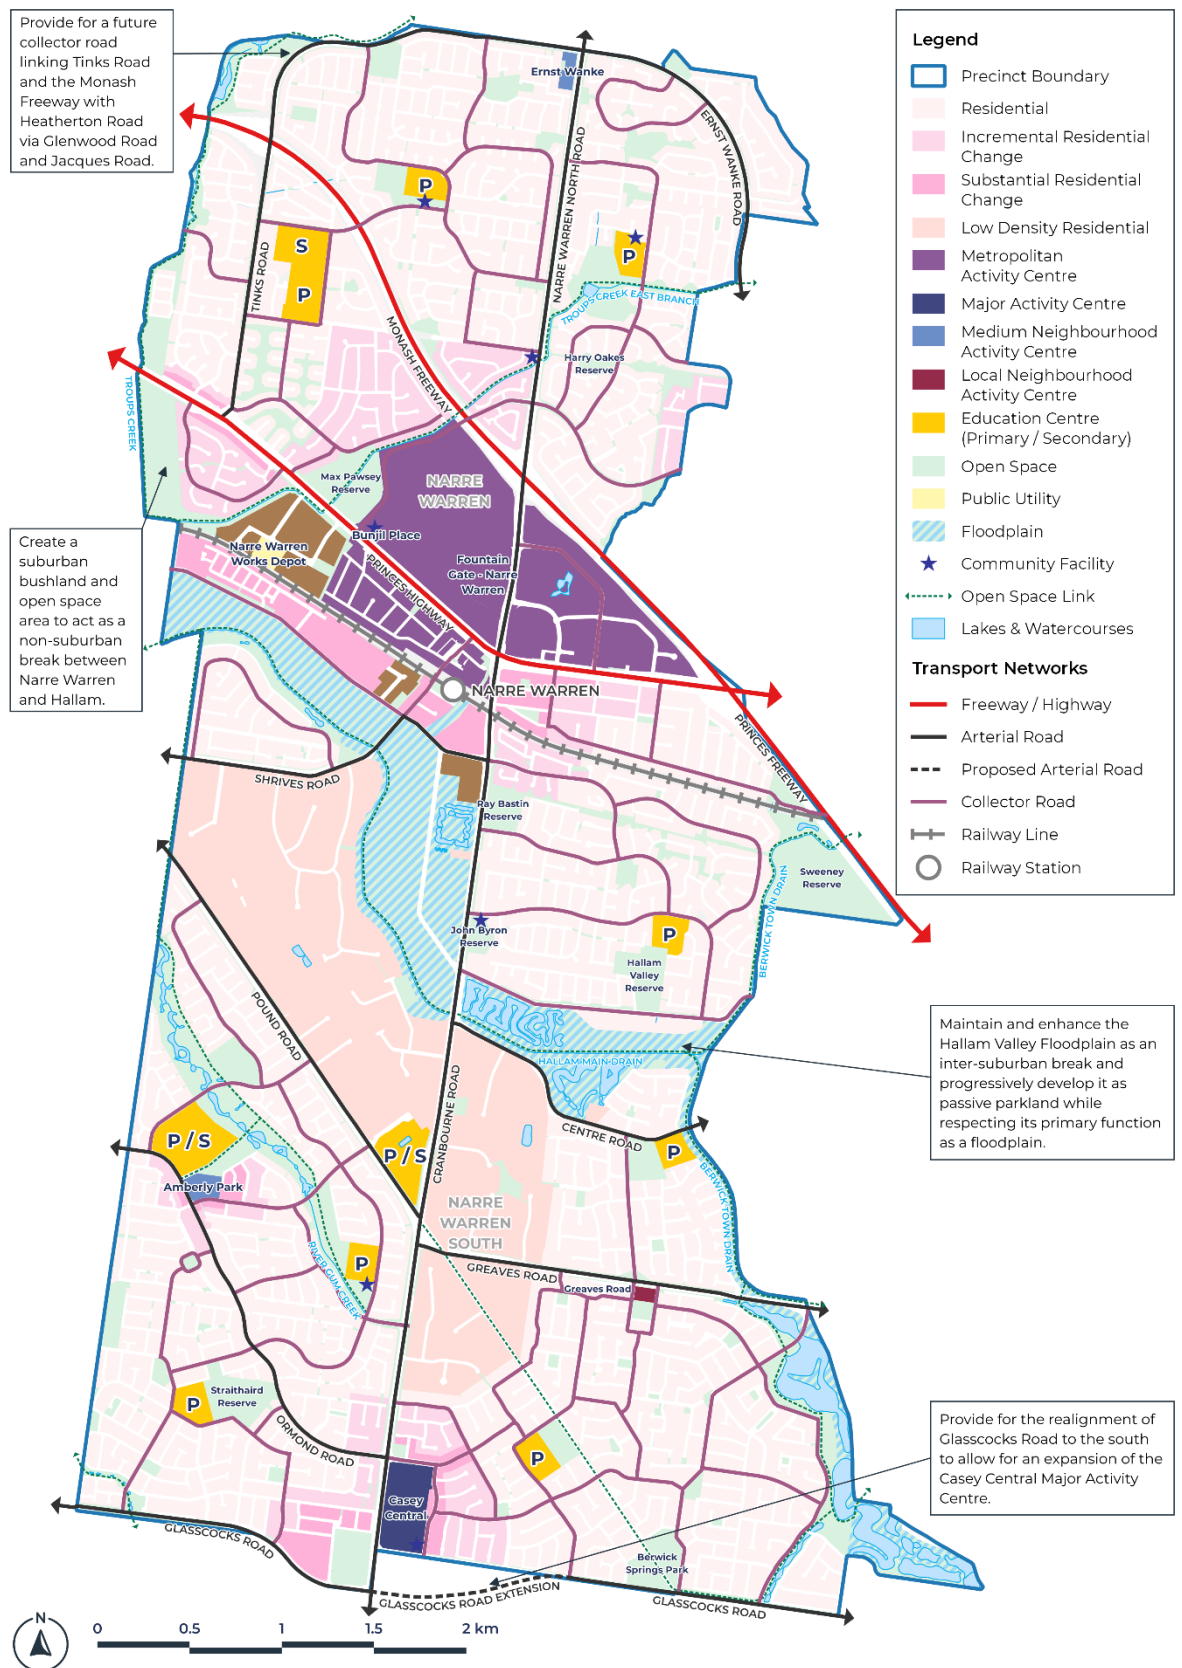 Provide for a future
collector road
linking Tinks Road
and the Monash
Freeway with
Heatherton Road
via Glenwood Road
and Jacques Road.
Ernst Wanke
ERNST WANKE ROAD
NARRE WARREN NORTH ROAD
P
P
S
P
TINKS ROAD
MONASH FREEWAY
TROUPS CREEK EAST BRANCH
Harry Oakes
Reserve
TROUPS CREEK
Max Pawsey
Reserve
NARRE
WARREN
Bunjil Place
Narre Warren
Works Depot
PRINCES HIGHWAY
Fountain
Gate - Narre
Warren
Create a
suburban
bushland and
open space
area to act as a
non-suburban
break between
Narre Warren
and Hallam.
NARRE WARREN
PRINCES FREEWAY
SHRIVES ROAD
Ray Bastin
Reserve
Sweeney
Reserve
BERWICK TOWN DRAIN
John Byron
Reserve
P
Hallam
Valley
Reserve
POUND ROAD
HALLAM MAIN DRAIN
CRANBOURNE ROAD
CENTRE ROAD
Maintain and enhance the
Hallam Valley Floodplain as an
inter-suburban break and
progressively develop it as
passive parkland while
respecting its primary function
as a floodplain.
P / S
P / S
P
BERWICK TOWN DRAIN
Amberly Park
NARRE
WARREN
SOUTH
RIVER GUM CREEK
P
GREAVES ROAD
Greaves Road
Straithaird
Reserve
P
ORMOND ROAD
P
Casey
Central
Provide for the realignment of
Glasscocks Road to the south
to allow for an expansion of the
Casey Central Major Activity
Centre.
GLASSCOCKS ROAD
Berwick
Springs Park
GLASSCOCKS ROAD EXTENSION
GLASSCOCKS ROAD
N
0
0.5
1
1.5
2 km
Legend
Precinct Boundary
Residential
Incremental Residential
Change
Substantial Residential
Change
Low Density Residential
Metropolitan
Activity Centre
Major Activity Centre
Medium Neighbourhood
Activity Centre
Local Neighbourhood
Activity Centre
Education Centre
(Primary / Secondary)
Open Space
Public Utility
Floodplain
Community Facility
Open Space Link
Lakes & Watercourses
Transport Networks
Freeway / Highway
Arterial Road
Proposed Arterial Road
Collector Road
Railway Line
Railway Station